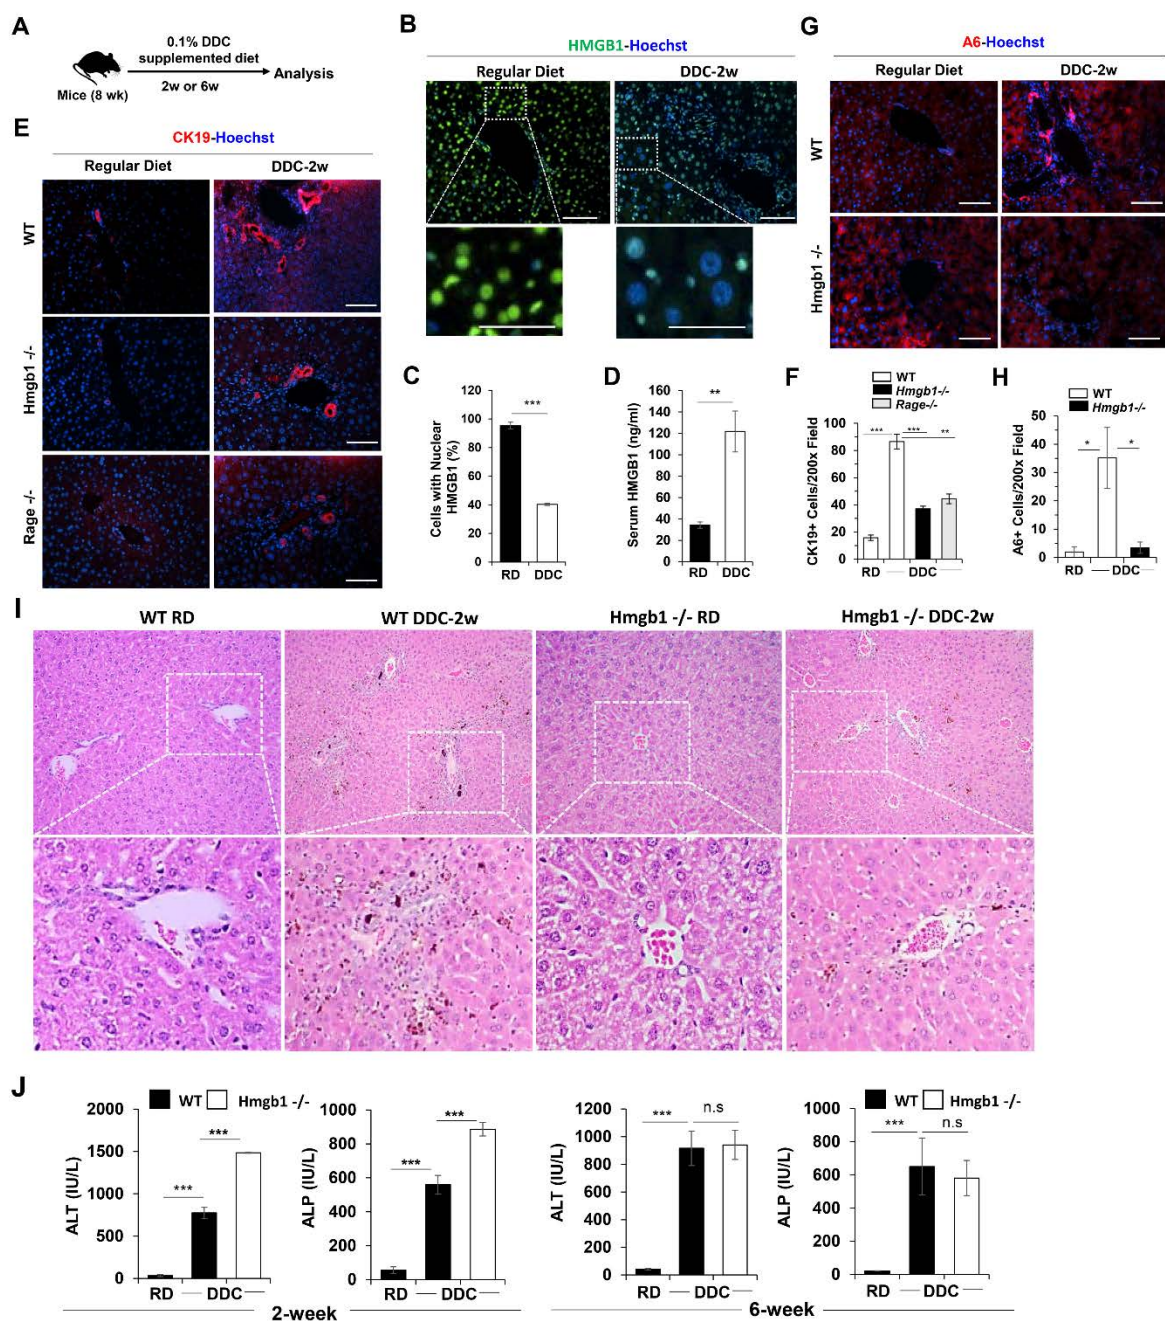 A
0.1% DDC
supplemented diet
Mice (8 wk)
2w or 6w
Analysis
B
HMGB1-Hoechst
Regular Diet
DDC-2w
C
Cells with Nuclear
HMGB1 (%)
120
100
80
60
40
20
0
***
RD
DDC
D
Serum HMGB1 (ng/ml)
160
140
120
100
80
60
40
20
0
**
RD
DDC
E
CK19-Hoechst
Regular Diet
DDC-2w
WT
Hmgb1 -/-
Rage -/-
F
WT
Hmgb1-/-
Rage-/-
CK19+ Cells/200x Field
100
80
60
40
20
0
***
***
**
RD
DDC
G
A6-Hoechst
Regular Diet
DDC-2w
WT
Hmgb1 -/-
H
WT
Hmgb1-/-
A6+ Cells/200x Field
50
40
30
20
10
0
*
*
RD
DDC
I
WT RD
WT DDC-2w
Hmgb1 -/- RD
Hmgb1 -/- DDC-2w
J
WT
Hmgb1 -/-
ALT (IU/L)
2000
1500
1000
500
0
***
***
RD
DDC
ALP (IU/L)
1000
800
600
400
200
0
***
***
RD
DDC
2-week
ALT (IU/L)
1200
1000
800
600
400
200
0
***
n.s
RD
DDC
WT
Hmgb1 -/-
ALP (IU/L)
1000
800
600
400
200
0
***
n.s
RD
DDC
6-week